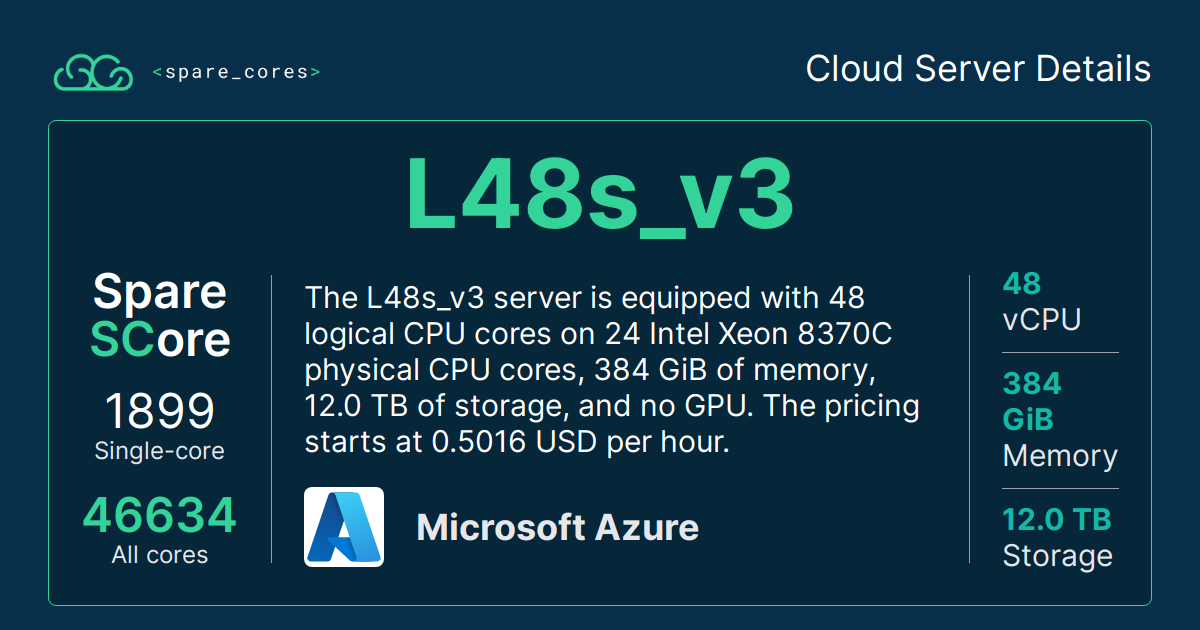 <spare_cores>
Cloud Server Details
L48s_v3
Spare
SCore
1899
Single-core
46634
All cores
The L48s_v3 server is equipped with 48
logical CPU cores on 24 Intel Xeon 8370C
physical CPU cores, 384 GiB of memory,
12.0 TB of storage, and no GPU. The pricing
starts at 0.5016 USD per hour.
Microsoft Azure
48
vCPU
384
GiB
Memory
12.0 TB
Storage